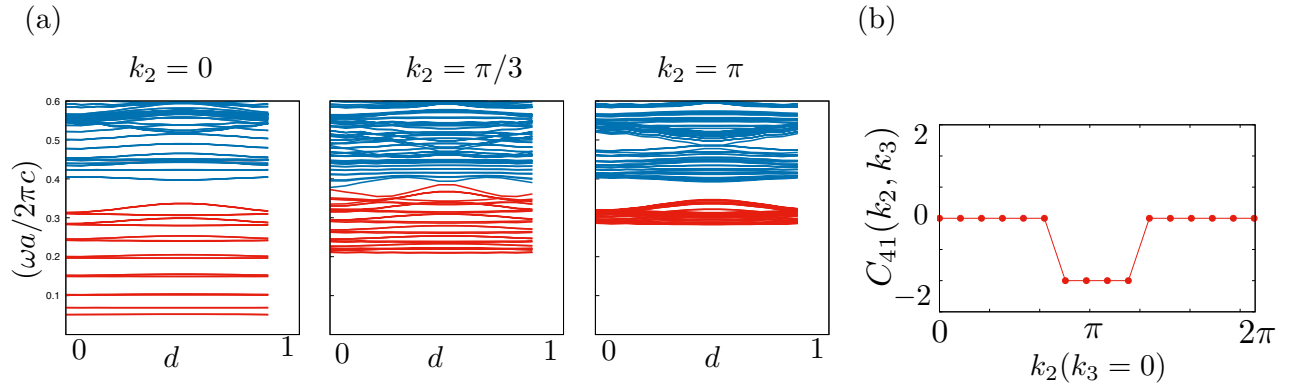 (a)
(b)
k₂ = 0
k₂ = π/3
k₂ = π
(ωa/2πc)
0.6
0.5
0.4
0.3
0.2
0.1
0 d 1
0 d 1
0 d 1
C₄₁(k₂, k₃)
2
0
−2
0 π 2π
k₂(k₃ = 0)